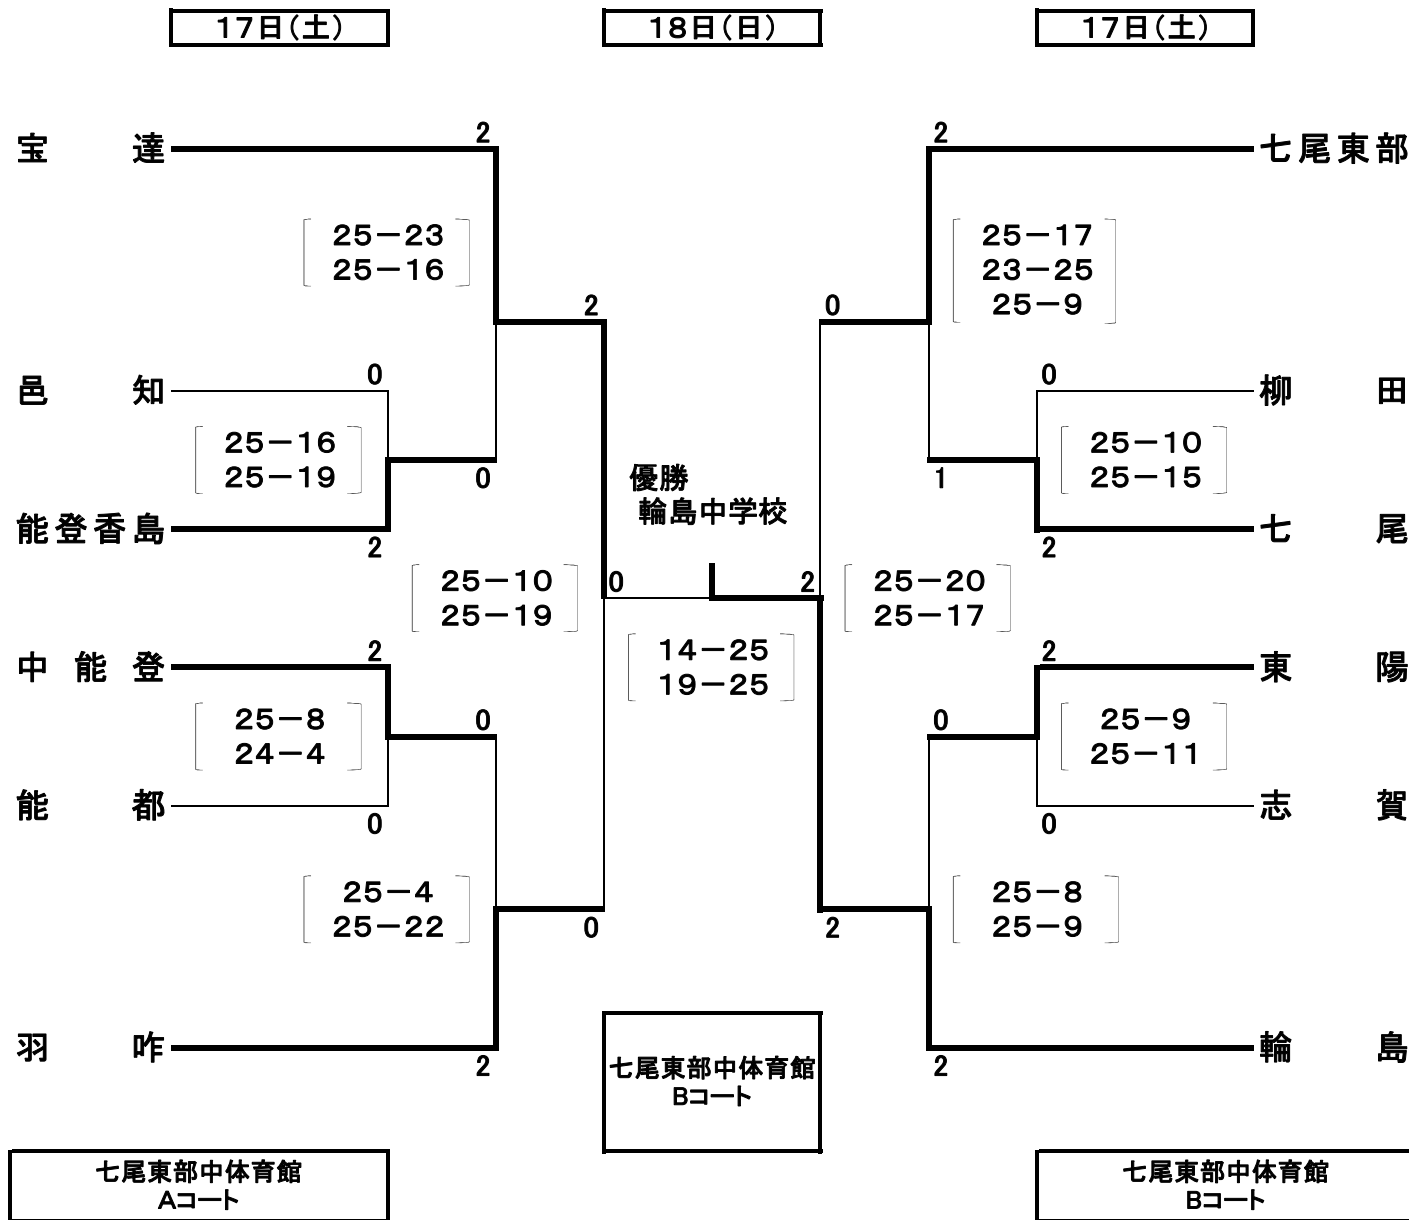 17日(土)
18日(日)
17日(土)
2
2
宝達
七尾東部
25－23
25－16
25－17
23－25
25－9
2
0
0
0
邑知
柳田
25－16
25－19
25－10
25－15
0
1
優勝
輪島中学校
能登香島
七尾
2
2
25－10
25－19
0
2
25－20
25－17
14－25
19－25
中能登
2
2
東陽
25－8
24－4
0
0
25－9
25－11
能都
志賀
0
0
25－4
25－22
25－8
25－9
0
2
羽咋
輪島
2
2
七尾東部中体育館
Bコート
七尾東部中体育館
Aコート
七尾東部中体育館
Bコート